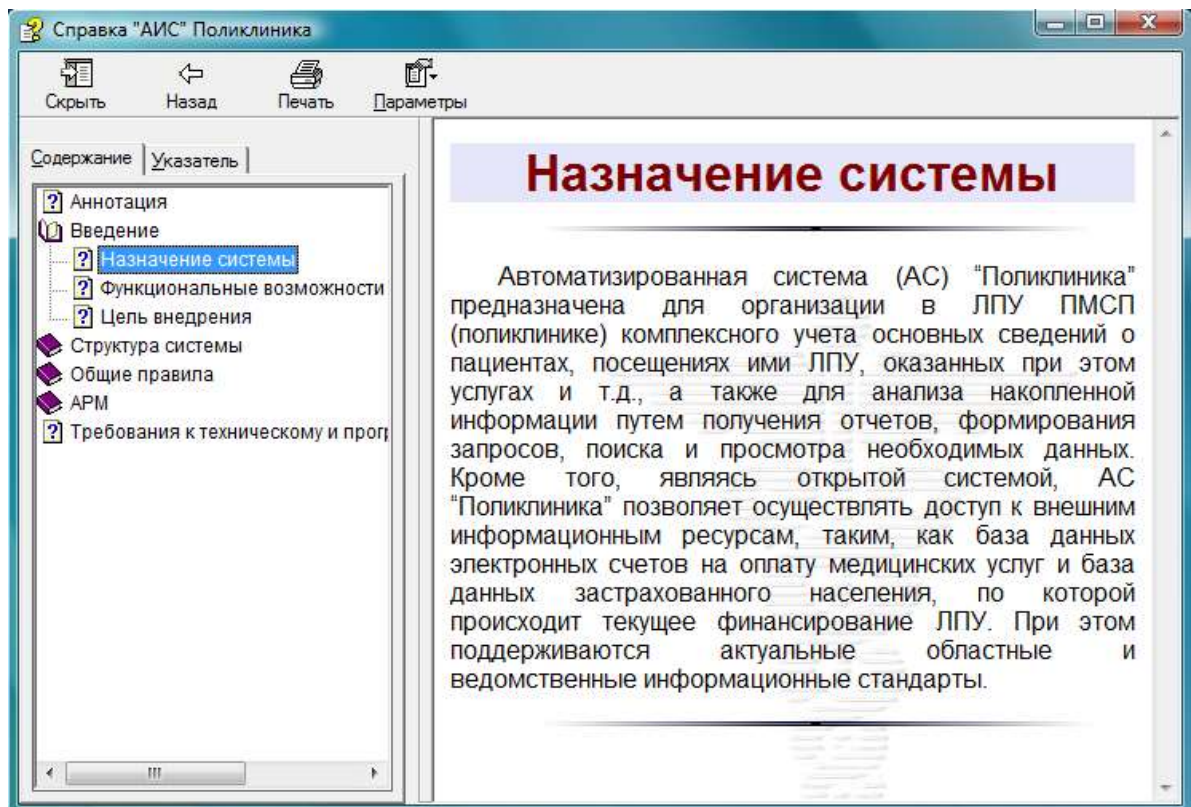 Справка "АИС" Поликлиника
Скрыть Назад Печать Параметры
Содержание Указатель
Аннотация
Введение
Назначение системы
Функциональные возможности
Цель внедрения
Структура системы
Общие правила
АРМ
Требования к техническому и прог
Назначение системы
Автоматизированная система (АС) "Поликлиника"
предназначена для организации в ЛПУ ПМСП
(поликлинике) комплексного учета основных сведений о
пациентах, посещениях ими ЛПУ, оказанных при этом
услугах и т.д., а также для анализа накопленной
информации путем получения отчетов, формирования
запросов, поиска и просмотра необходимых данных.
Кроме того, являясь открытой системой, АС
"Поликлиника" позволяет осуществлять доступ к внешним
информационным ресурсам, таким, как база данных
электронных счетов на оплату медицинских услуг и база
данных застрахованного населения, по которой
происходит текущее финансирование ЛПУ. При этом
поддерживаются актуальные областные и
ведомственные информационные стандарты.